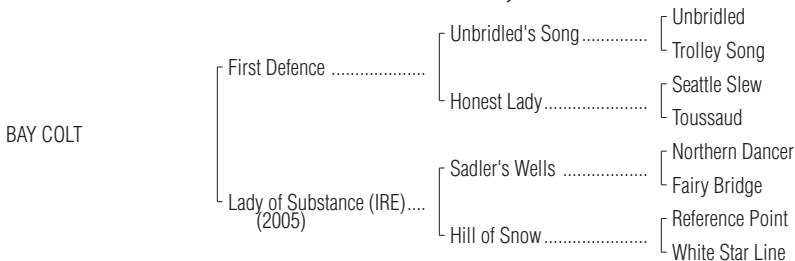 Unbridled
Unbridled's Song..............
Trolley Song
First Defence .....................
Seattle Slew
Honest Lady.......................
Toussaud
BAY COLT
Northern Dancer
Sadler's Wells ...................
Fairy Bridge
Lady of Substance (IRE)....
(2005)
Reference Point
Hill of Snow.......................
White Star Line